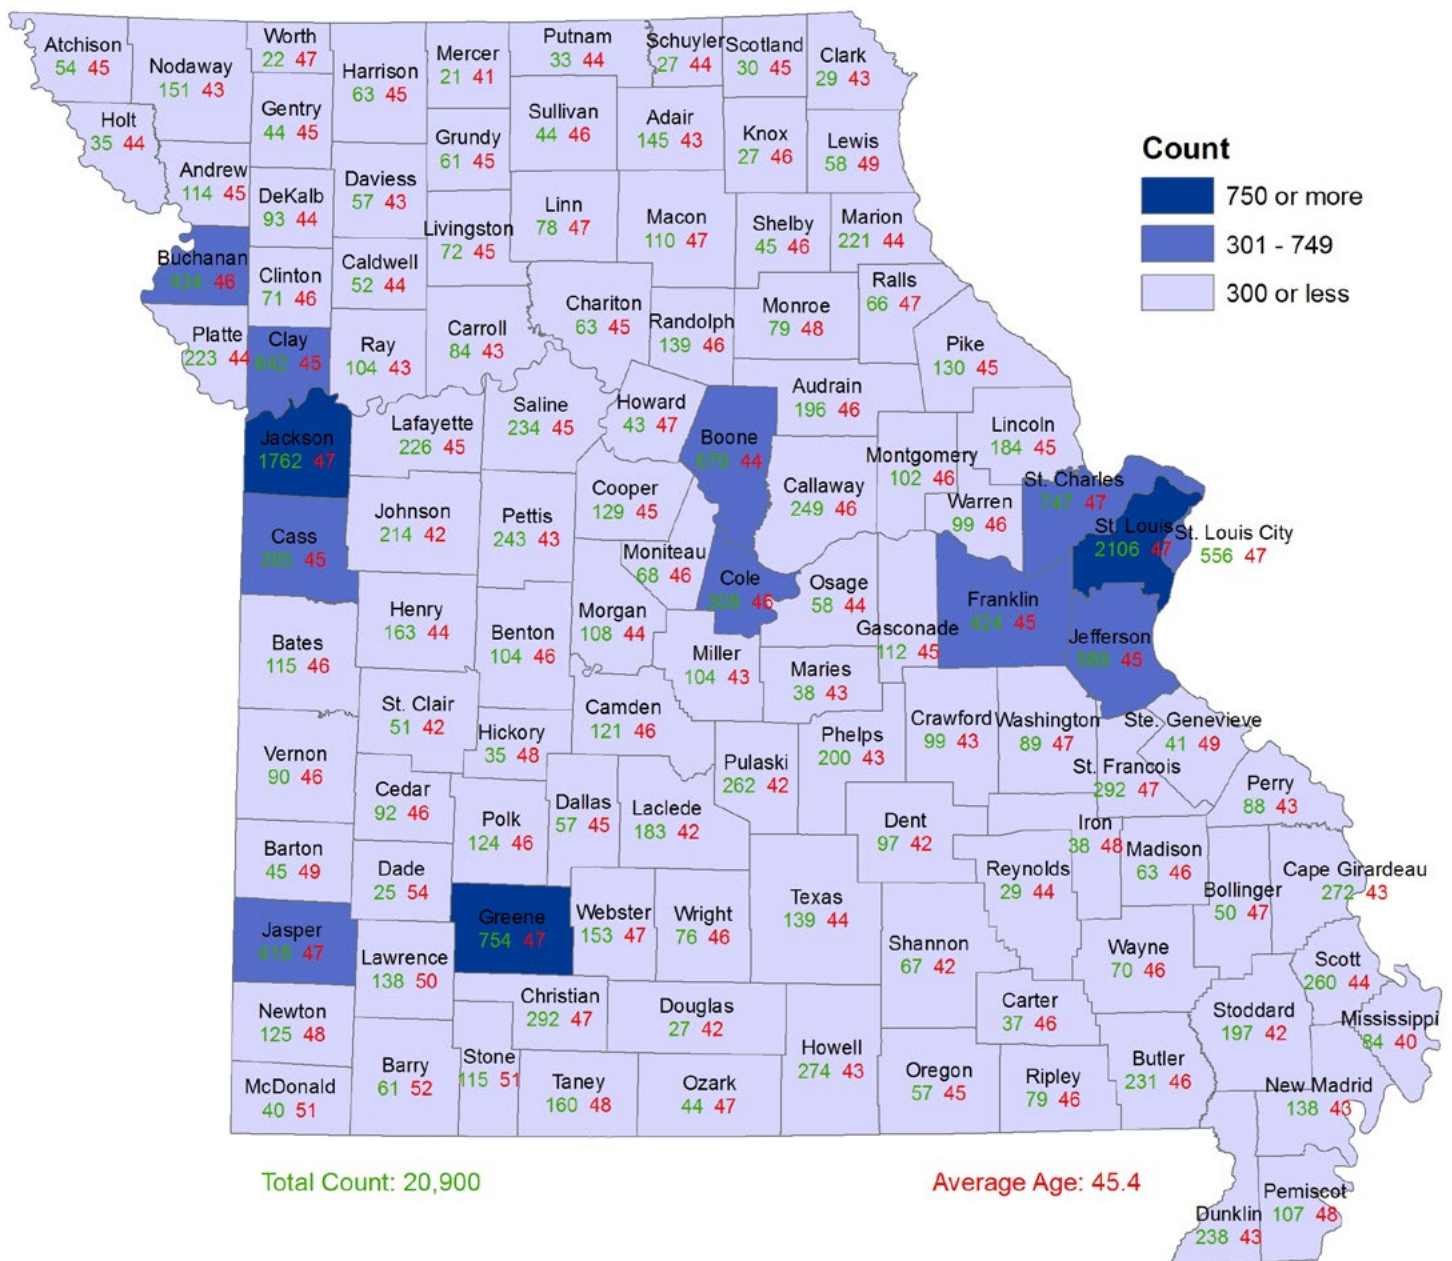 Atchison
54 45
Nodaway
151 43
Worth
22 47
Harrison
63 45
Mercer
21 41
Putnam
33 44
Schuyler
27 44
Scotland
30 45
Clark
29 43
Holt
35 44
Gentry
44 45
Grundy
61 45
Sullivan
44 46
Adair
145 43
Knox
27 46
Lewis
58 49
Count
750 or more
301 - 749
300 or less
Andrew
114 45
DeKalb
93 44
Daviess
57 43
Livingston
72 45
Linn
78 47
Macon
110 47
Shelby
45 46
Marion
221 44
Buchanan
46
Clinton
71 46
Caldwell
52 44
Chariton
63 45
Randolph
139 46
Monroe
79 48
Ralls
66 47
Platte
223 44
Clay
642 45
Ray
104 43
Carroll
84 43
Pike
130 45
Audrain
196 46
Jackson
1762 47
Lafayette
226 45
Saline
234 45
Howard
43 47
Boone
679 44
Montgomery
102 46
Lincoln
184 45
Cooper
129 45
Callaway
249 46
Warren
99 46
St. Charles
747 47
St. Louis
2106 47
St. Louis City
556 47
Cass
45
Johnson
214 42
Pettis
243 43
Moniteau
68 46
Cole
308 46
Osage
58 44
Gasconade
112 45
Franklin
424 45
Jefferson
45
Bates
115 46
Henry
163 44
Benton
104 46
Morgan
108 44
Miller
104 43
Maries
38 43
St. Clair
51 42
Hickory
35 48
Camden
121 46
Pulaski
262 42
Phelps
200 43
Crawford
99 43
Washington
89 47
Ste. Genevieve
41 49
St. Francois
292 47
Perry
88 43
Vernon
90 46
Cedar
92 46
Polk
124 46
Dallas
57 45
Laclede
183 42
Dent
97 42
Iron
38 48
Madison
63 46
Reynolds
29 44
Bollinger
50 47
Cape Girardeau
272 43
Barton
45 49
Dade
25 54
Greene
754 47
Webster
153 47
Wright
76 46
Texas
139 44
Shannon
67 42
Wayne
70 46
Scott
260 44
Jasper
418 47
Lawrence
138 50
Newton
125 48
Christian
292 47
Douglas
27 42
Carter
37 46
Stoddard
197 42
Mississippi
84 40
McDonald
40 51
Barry
61 52
Stone
115 51
Taney
160 48
Ozark
44 47
Howell
274 43
Oregon
57 45
Ripley
79 46
Butler
231 46
New Madrid
138 43
Total Count: 20,900
Average Age: 45.4
Pemiscot
107 48
Dunklin
238 43